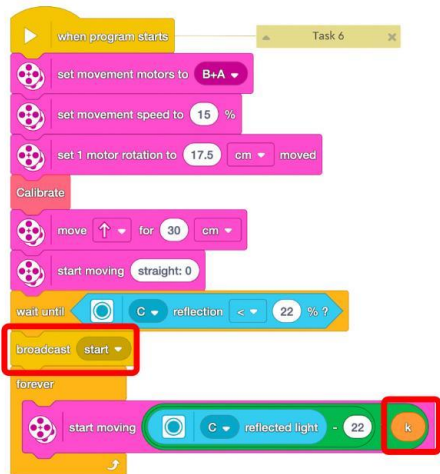 when program starts Task 6
set movement motors to B+A
set movement speed to 15 %
set 1 motor rotation to 17.5 cm moved
Calibrate
move ↑ for 30 cm
start moving straight: 0
wait until C reflection < 22 % ?
broadcast start
forever
start moving C reflected light - 22 k